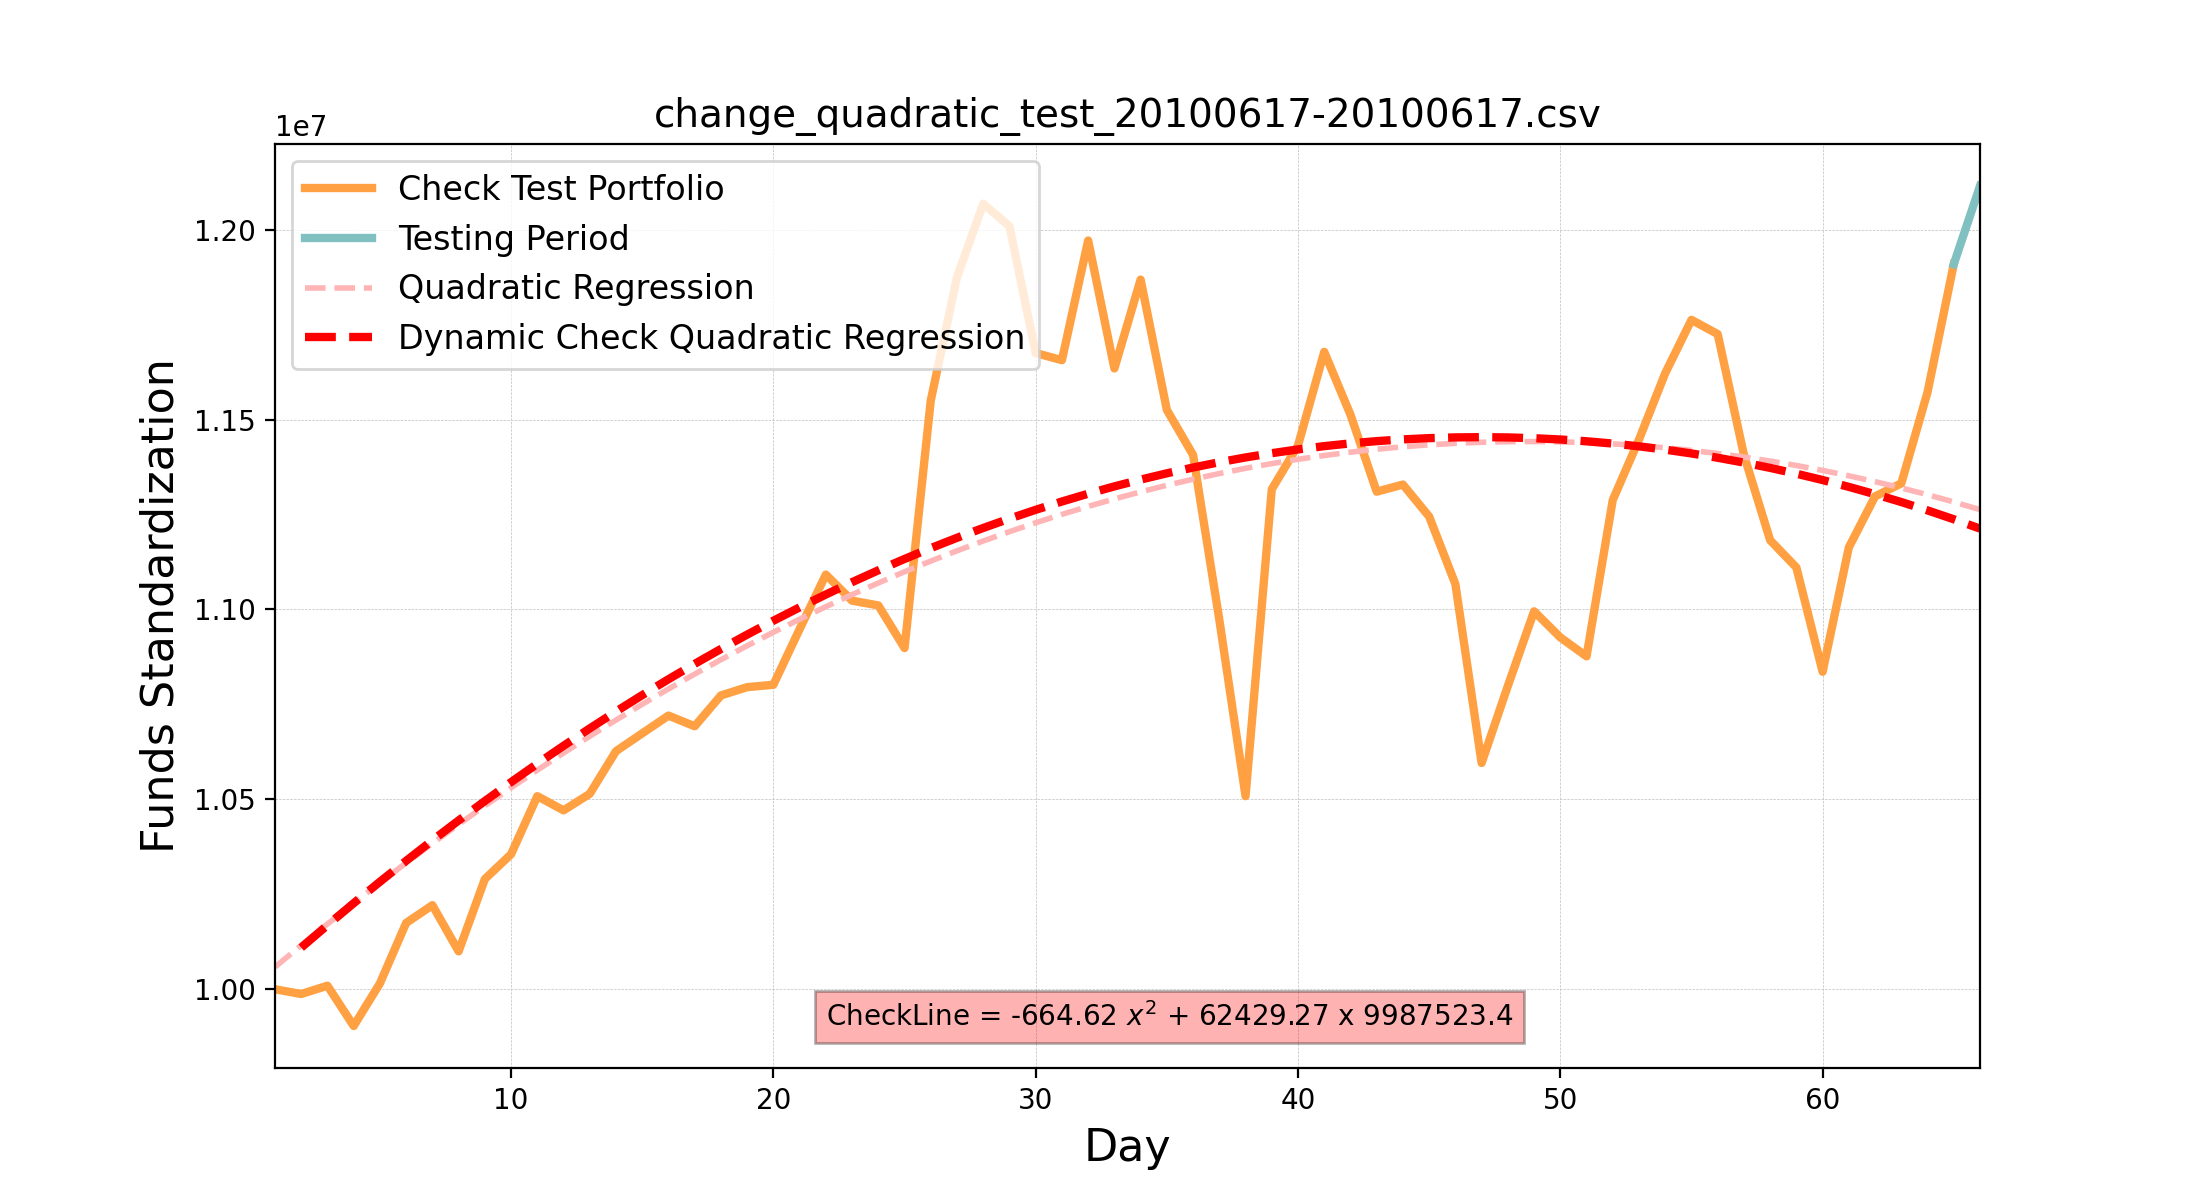 change_quadratic_test_20100617-20100617.csv
1e7
Check Test Portfolio
Testing Period
Quadratic Regression
Dynamic Check Quadratic Regression
1.20
1.15
1.10
1.05
1.00
Funds Standardization
CheckLine = -664.62 x² + 62429.27 x 9987523.4
10 20 30 40 50 60
Day